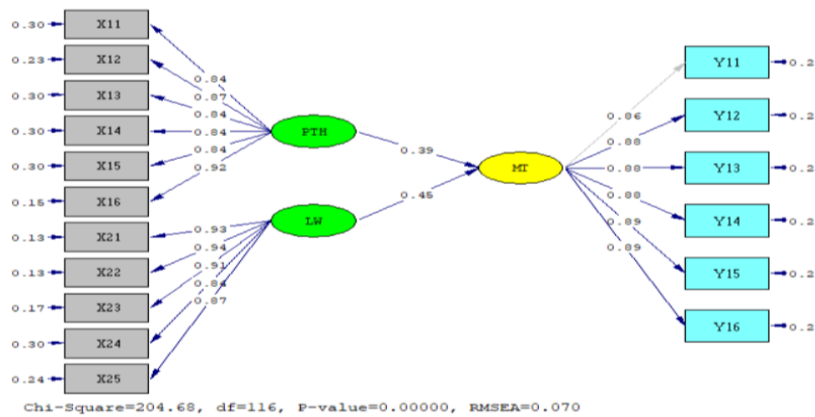 0.30 X11
0.23 X12
0.30 X13
0.30 X14
0.30 X15
0.15 X16
0.13 X21
0.13 X22
0.17 X23
0.30 X24
0.24 X25
0.84
0.87
0.84
0.84
0.84
0.92
0.93
0.94
0.91
0.84
0.87
PTH
LW
0.39
0.45
MT
0.86
0.88
0.88
0.88
0.89
0.89
Y11 0.2
Y12 0.2
Y13 0.2
Y14 0.2
Y15 0.2
Y16 0.2
Chi-Square=204.68, df=116, P-value=0.00000, RMSEA=0.070